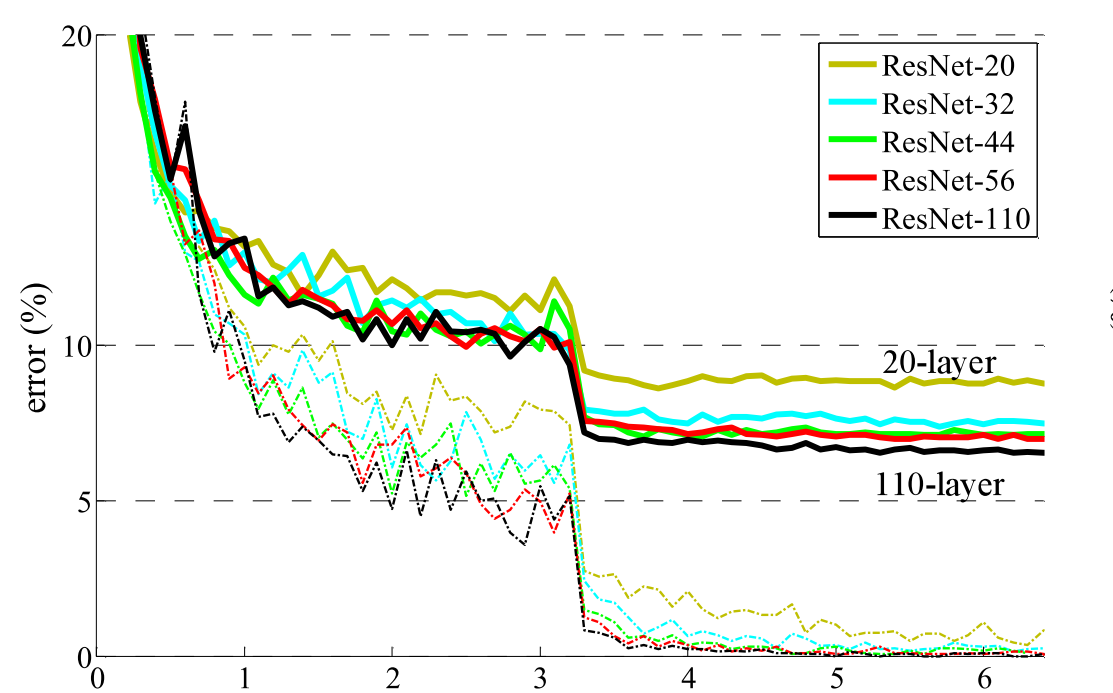 20
ResNet-20
ResNet-32
ResNet-44
ResNet-56
ResNet-110
error (%)
10
20-layer
110-layer
5
0
0 1 2 3 4 5 6